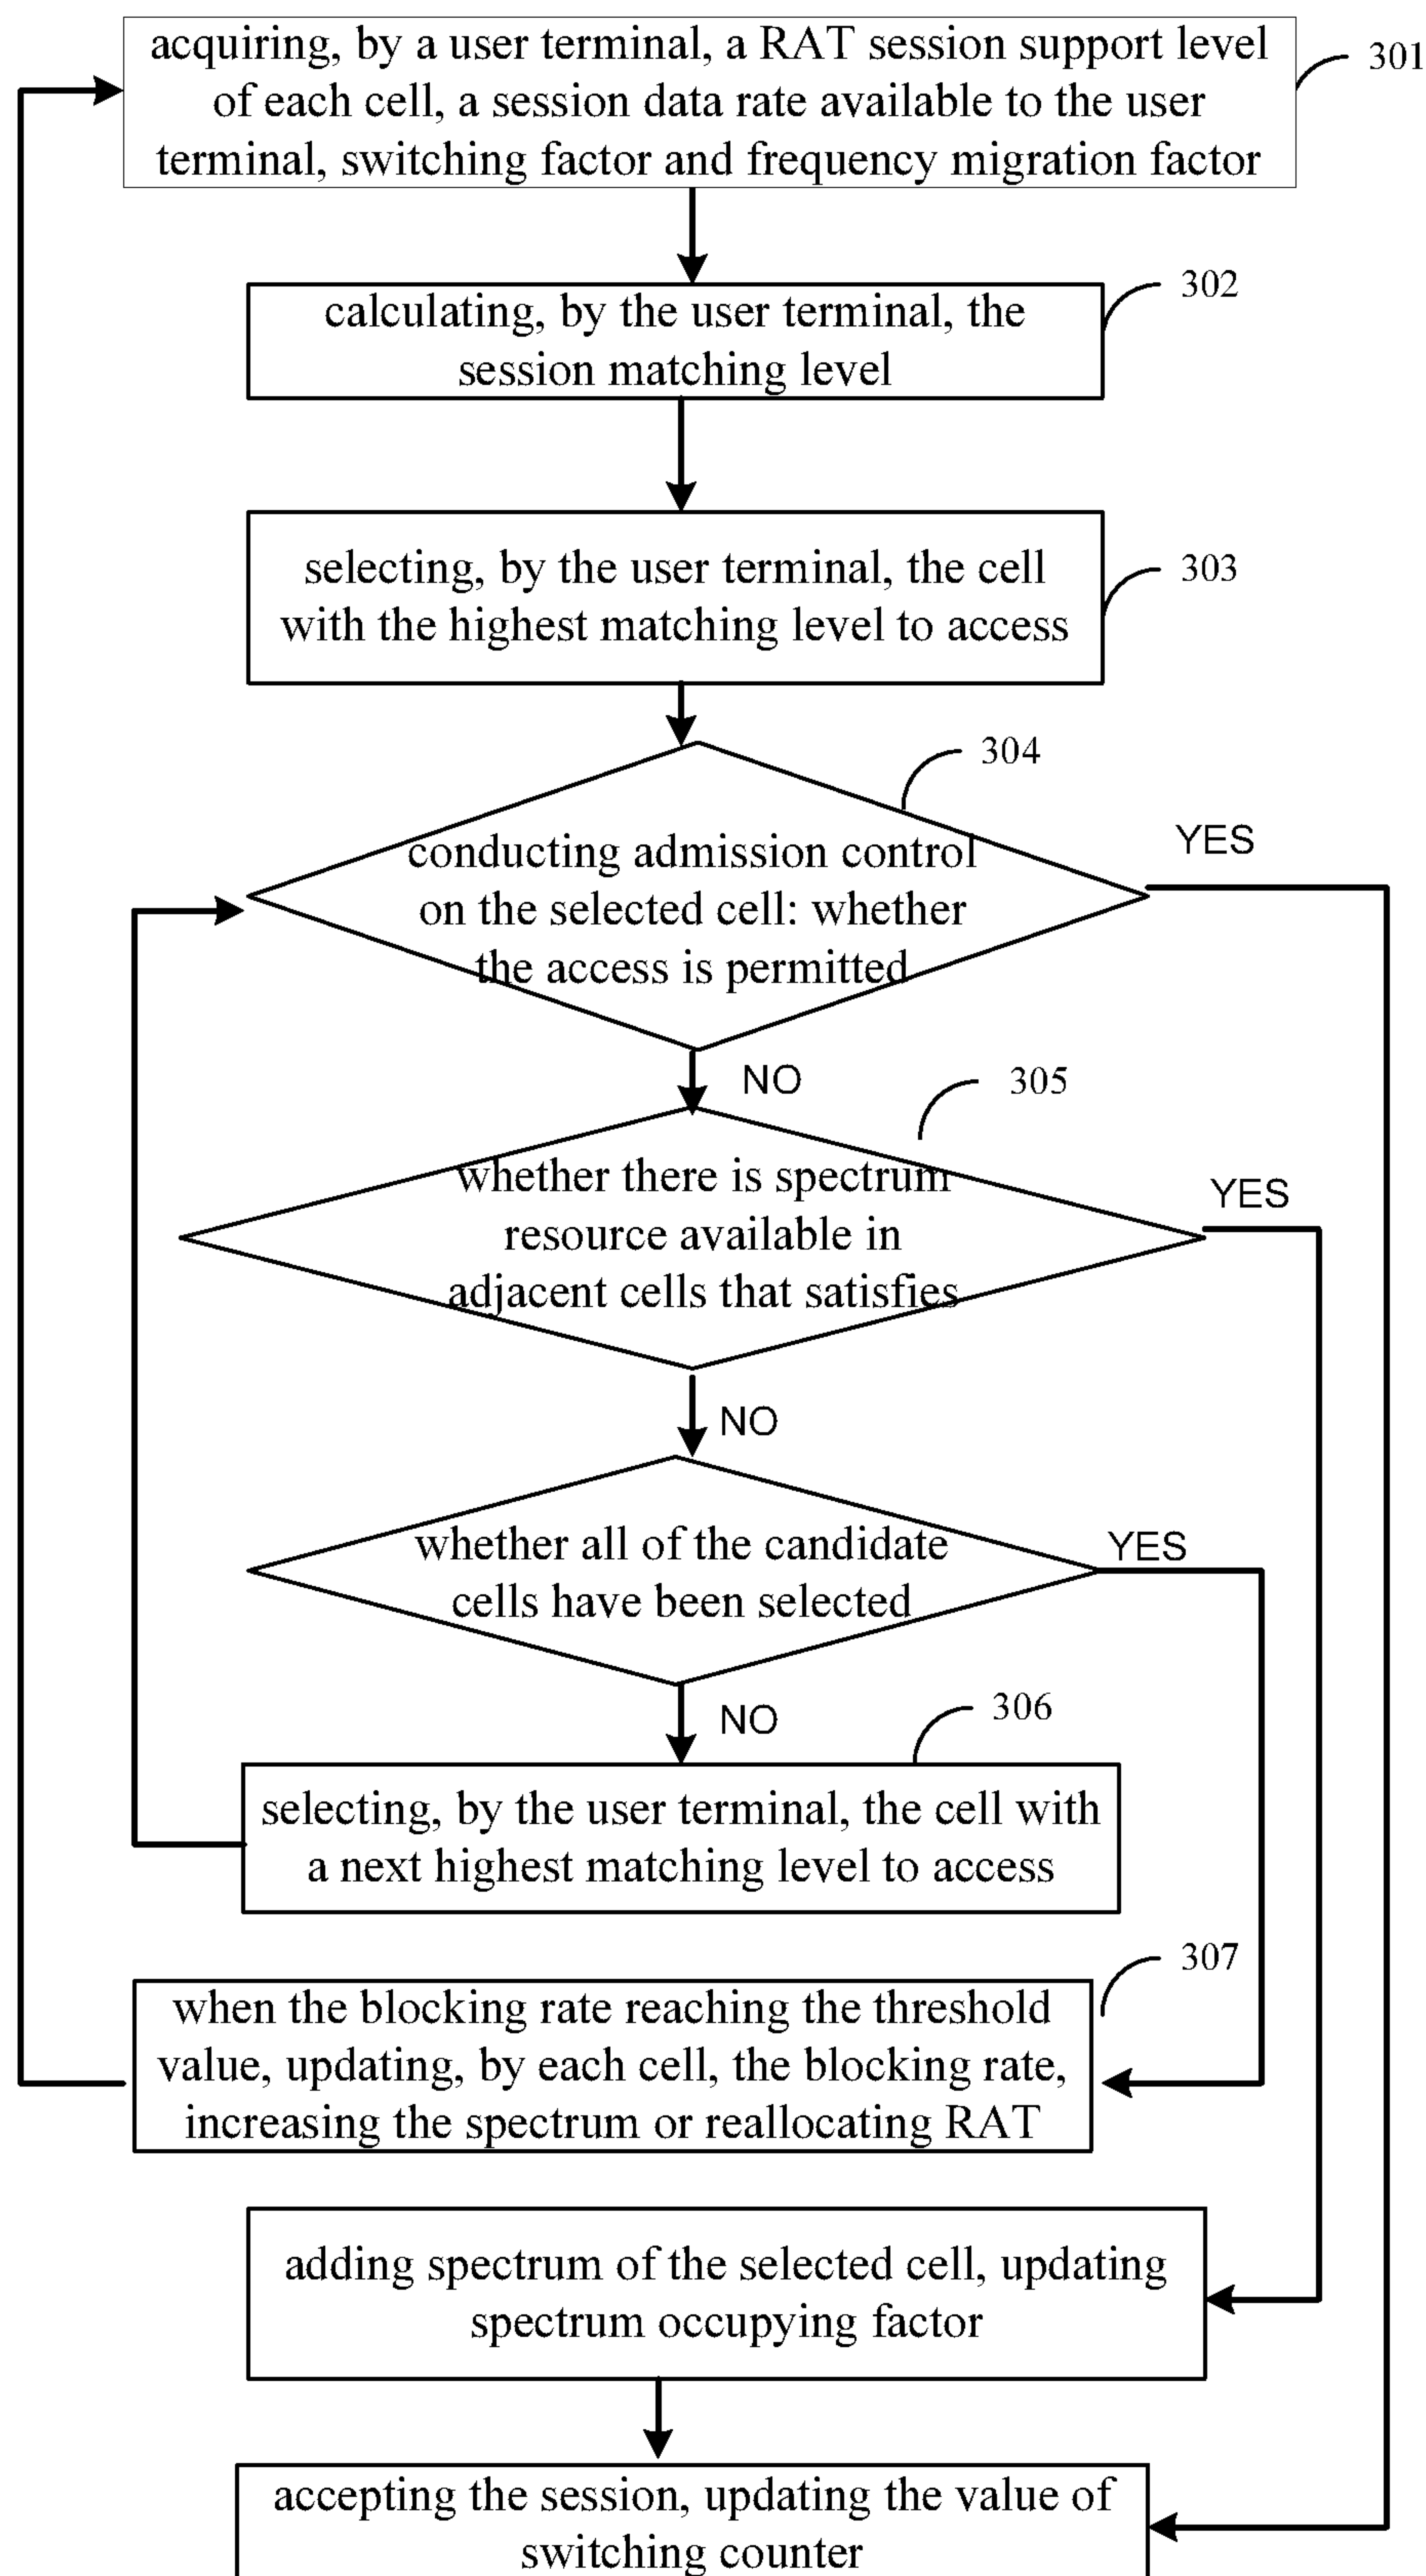 acquiring, by a user terminal, a RAT session support level
of each cell, a session data rate available to the user
terminal, switching factor and frequency migration factor
301
302
calculating, by the user terminal, the
session matching level
303
selecting, by the user terminal, the cell
with the highest matching level to access
304
YES
conducting admission control
on the selected cell: whether
the access is permitted
NO
305
YES
whether there is spectrum
resource available in
adjacent cells that satisfies
NO
YES
whether all of the candidate
cells have been selected
NO
306
selecting, by the user terminal, the cell with
a next highest matching level to access
307
when the blocking rate reaching the threshold
value, updating, by each cell, the blocking rate,
increasing the spectrum or reallocating RAT
adding spectrum of the selected cell, updating
spectrum occupying factor
accepting the session, updating the value of
switching counter